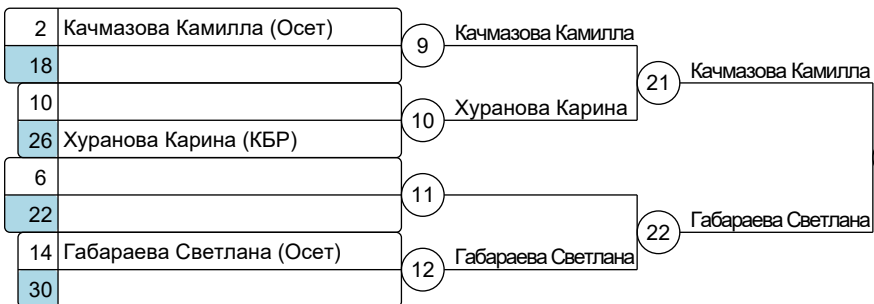 2 Качмазова Камилла (Осет)
18
9 Качмазова Камилла
10
26 Хуранова Карина (КБР)
10 Хуранова Карина
21 Качмазова Камилла
6
22
11
14 Габараева Светлана (Осет)
30
12 Габараева Светлана
22 Габараева Светлана